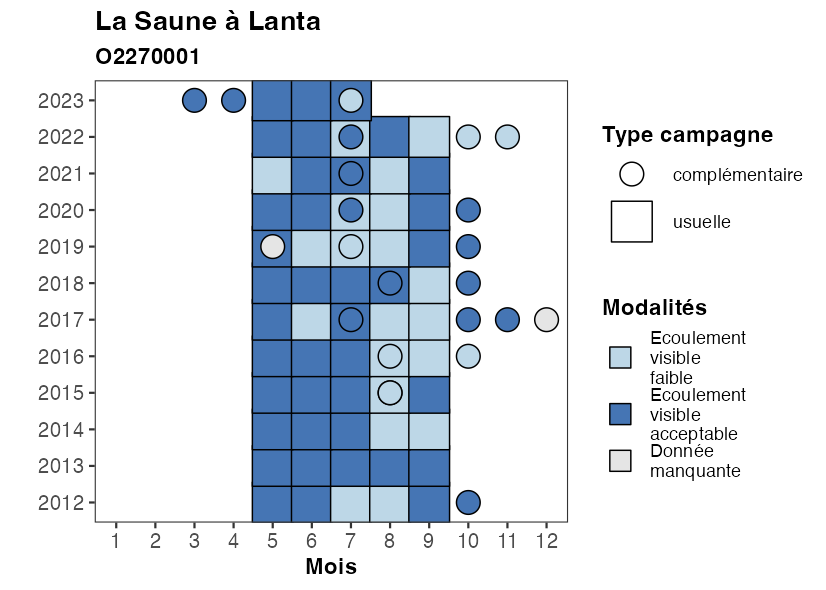 La Saune à Lanta
O2270001
2023
2022
2021
2020
2019
2018
2017
2016
2015
2014
2013
2012
1 2 3 4 5 6 7 8 9 10 11 12
Mois
Type campagne
complémentaire
usuelle
Modalités
Ecoulement
visible
faible
Ecoulement
visible
acceptable
Donnée
manquante